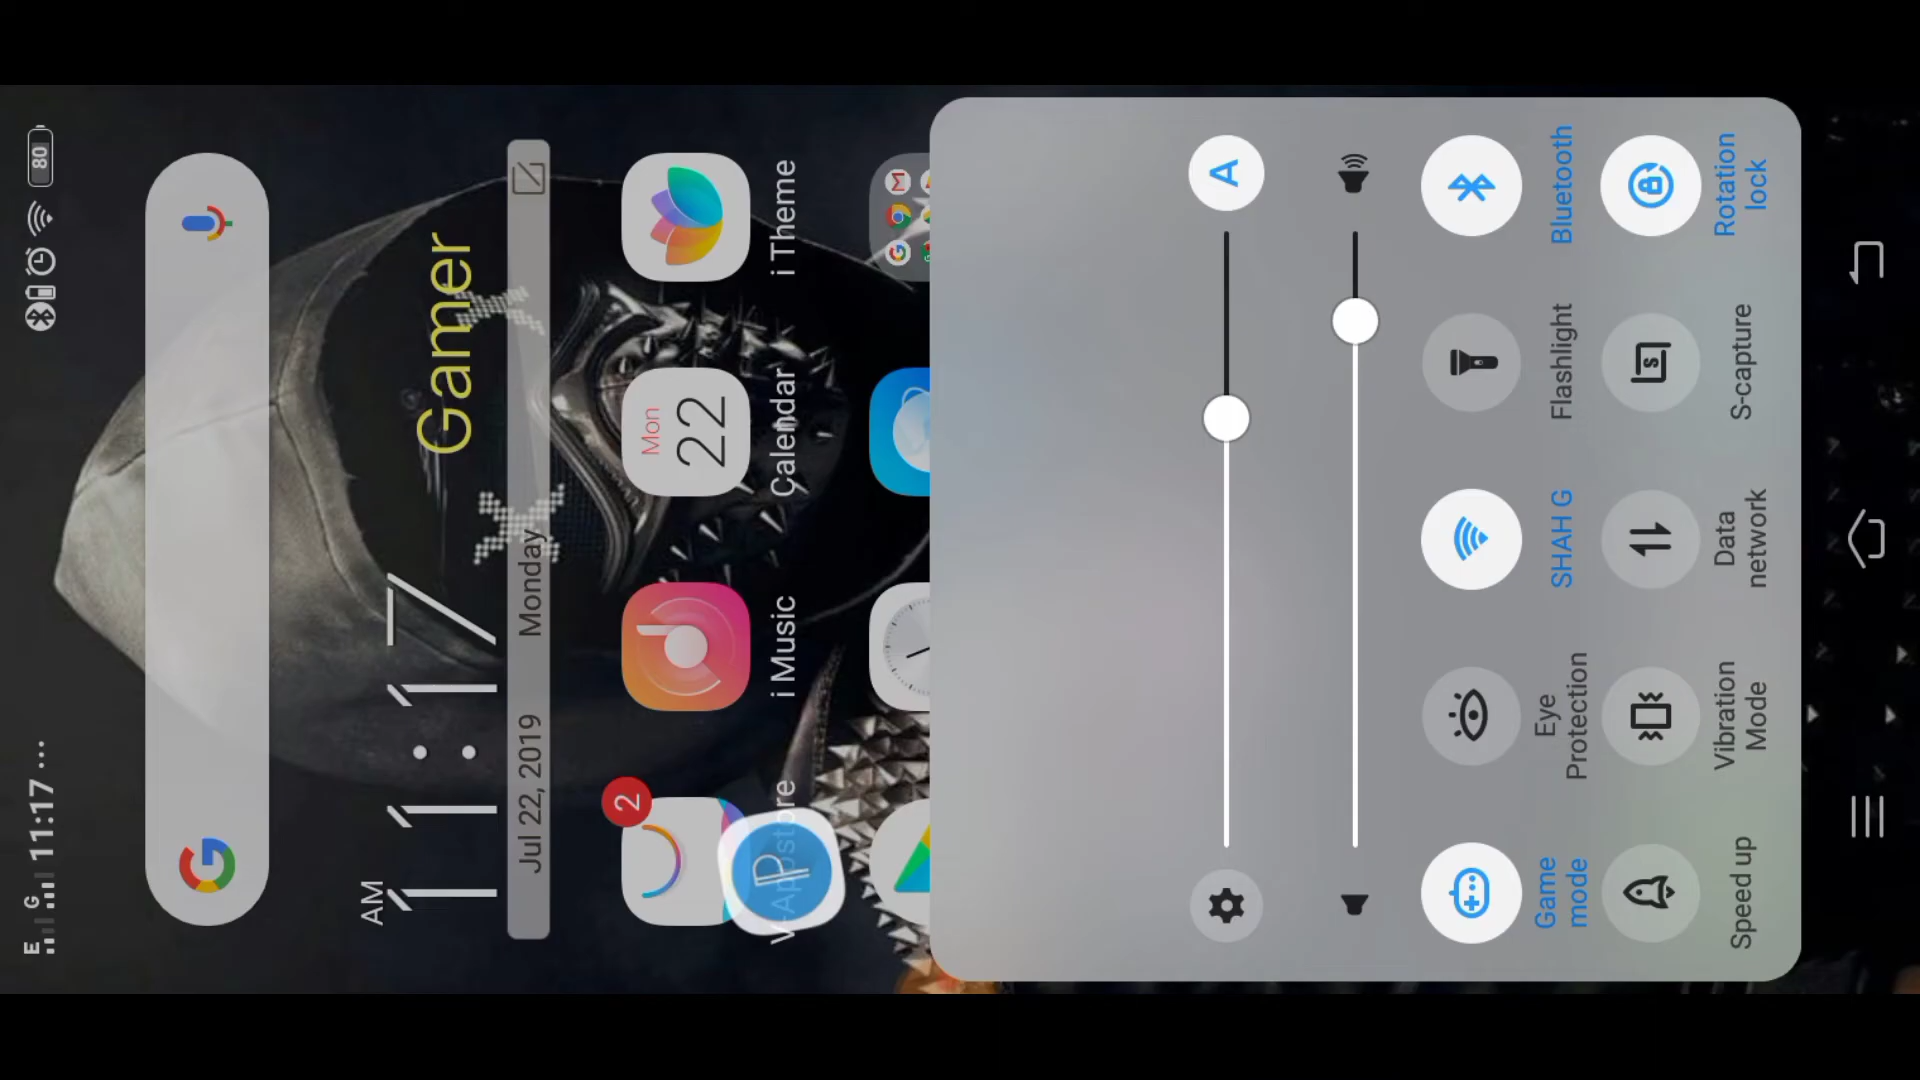 E G 11:17 ...
80
AM
11:17
Gamer
Jul 22, 2019 Monday
2
V-Appstore
i Music
Mon
22
Calendar
i Theme
A
Game
mode
Eye
Protection
SHAH G
Flashlight
Bluetooth
Speed up
Vibration
Mode
Data
network
S-capture
Rotation
lock